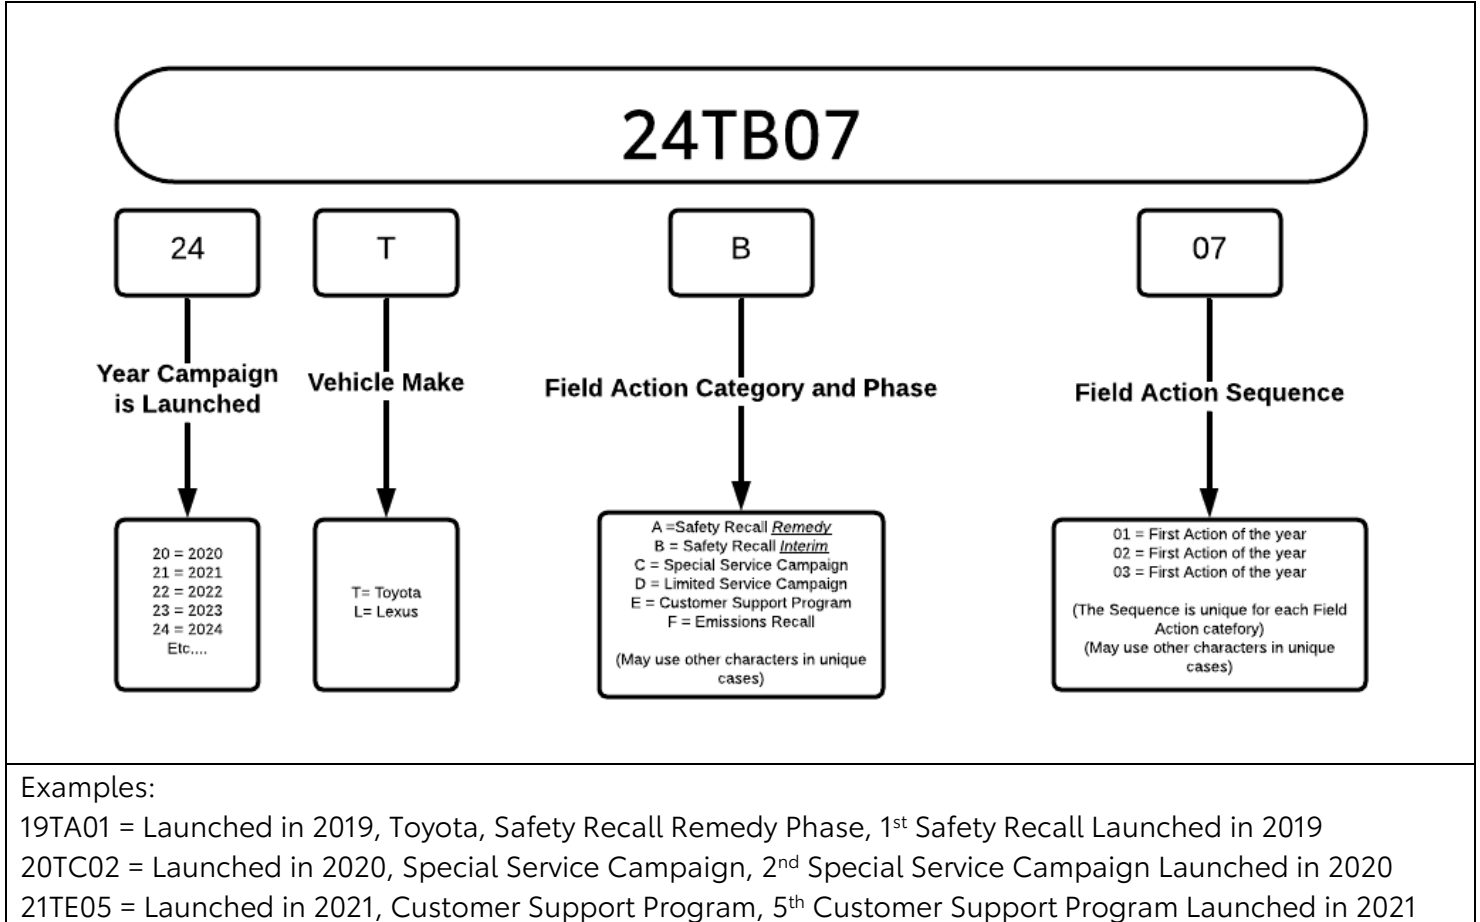 24TB07
24
T
B
07
Year Campaign
is Launched
Vehicle Make
Field Action Category and Phase
Field Action Sequence
20 = 2020
21 = 2021
22 = 2022
23 = 2023
24 = 2024
Etc....
T= Toyota
L= Lexus
A =Safety Recall Remedy
B = Safety Recall Interim
C = Special Service Campaign
D = Limited Service Campaign
E = Customer Support Program
F = Emissions Recall
(May use other characters in unique
cases)
01 = First Action of the year
02 = First Action of the year
03 = First Action of the year
(The Sequence is unique for each Field
Action catefory)
(May use other characters in unique
cases)
Examples:
19TA01 = Launched in 2019, Toyota, Safety Recall Remedy Phase, 1st Safety Recall Launched in 2019
20TC02 = Launched in 2020, Special Service Campaign, 2nd Special Service Campaign Launched in 2020
21TE05 = Launched in 2021, Customer Support Program, 5th Customer Support Program Launched in 2021